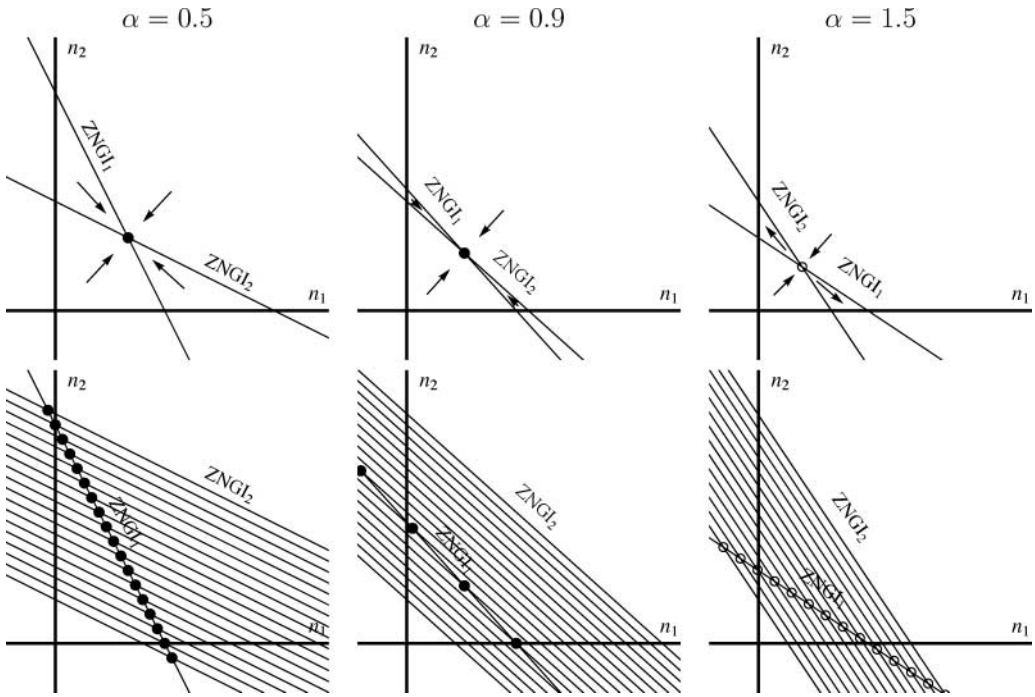 α = 0.5
α = 0.9
α = 1.5
n₂
ZNGI₁
ZNGI₂
n₁
n₂
ZNGI₁
ZNGI₂
n₁
n₂
ZNGI₂
ZNGI₁
n₁
n₂
ZNGI₂
ZNGI₁
n₁
n₂
ZNGI₂
ZNGI₁
n₁
n₂
ZNGI₂
ZNGI₁
n₁